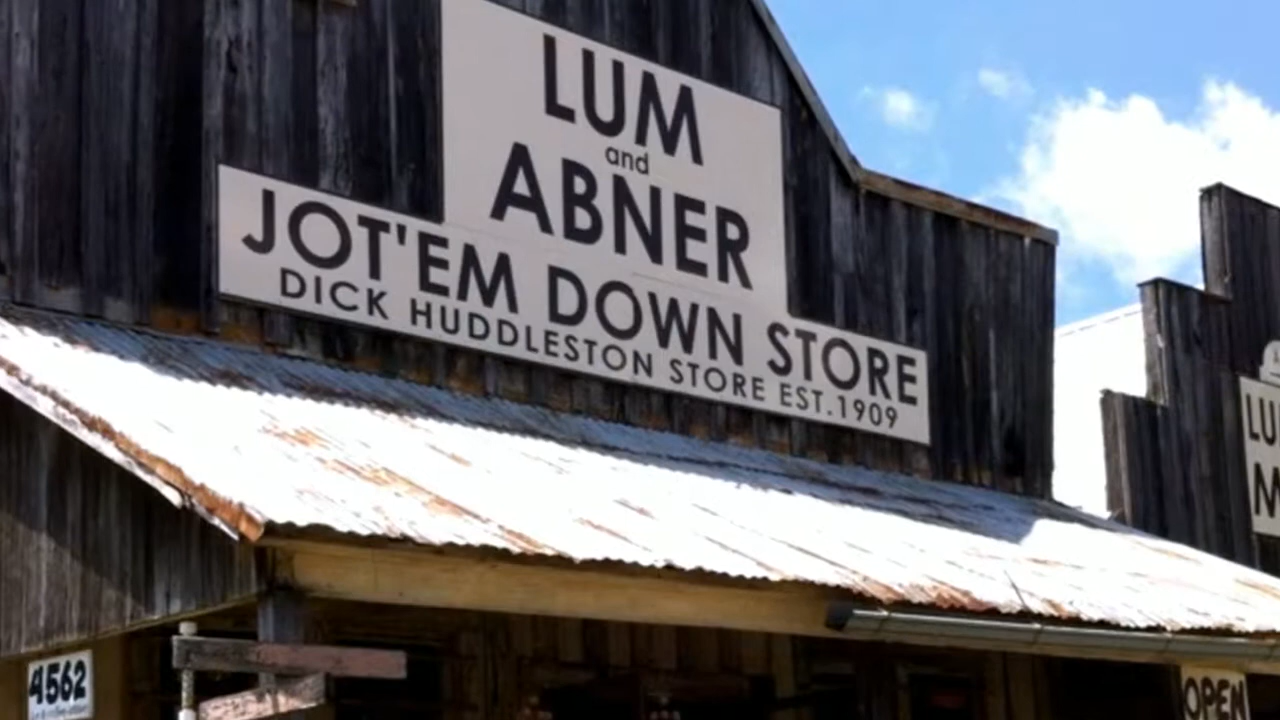 LUM
and
ABNER
JOT'EM DOWN STORE
DICK HUDDLESTON STORE EST.1909
4562
OPEN